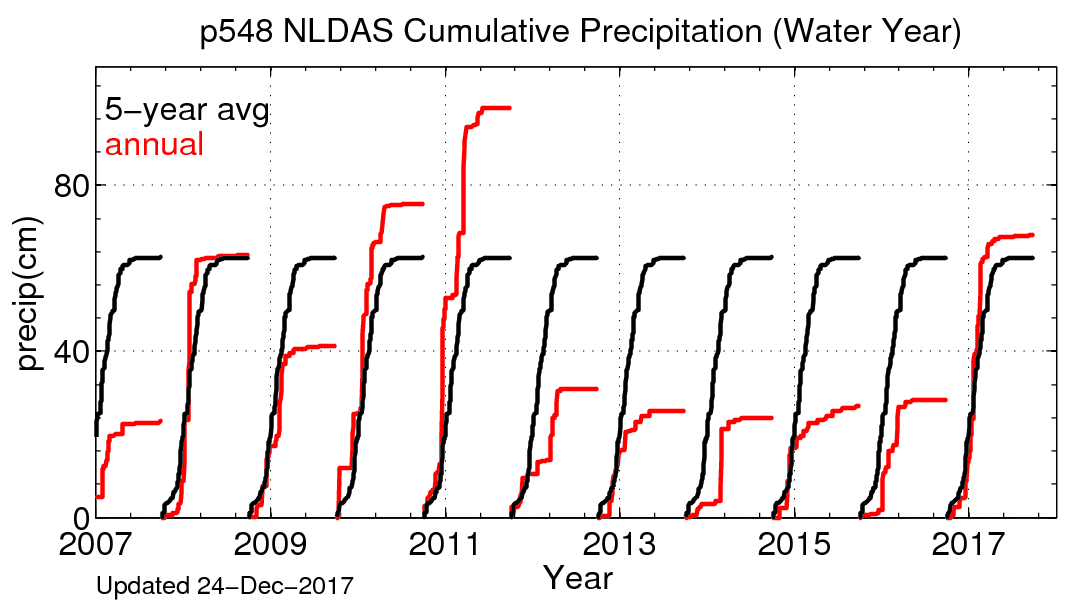 p548 NLDAS Cumulative Precipitation (Water Year)
5−year avg
annual
precip(cm)
80
40
0
2007 2009 2011 2013 2015 2017
Year
Updated 24−Dec−2017